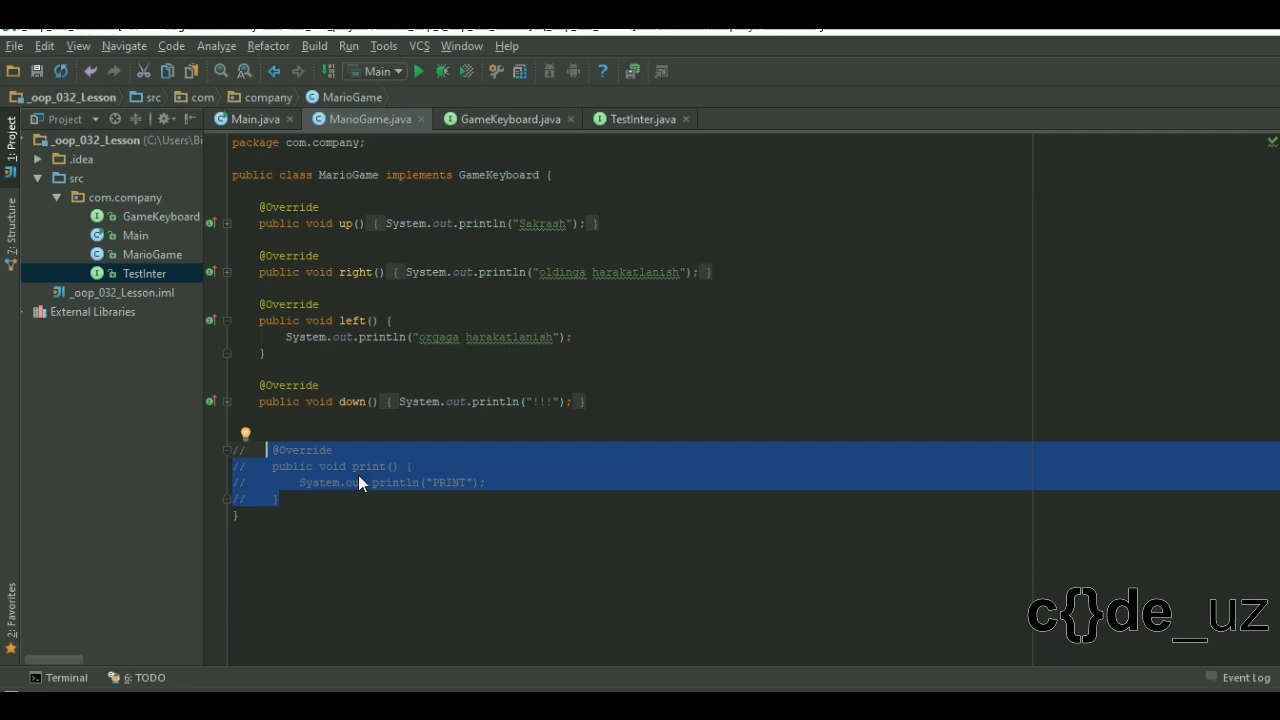 File Edit View Navigate Code Analyze Refactor Build Run Tools VCS Window Help
Main
_oop_032_Lesson src com company MarioGame
Project Main.java MarioGame.java GameKeyboard.java TestInter.java
1: Project
7: Structure
2: Favorites
_oop_032_Lesson (C:\Users\Bi
.idea
src
com.company
GameKeyboard
Main
MarioGame
TestInter
_oop_032_Lesson.iml
External Libraries
package com.company;
public class MarioGame implements GameKeyboard {
@Override
public void up() { System.out.println("Sakrash"); }
@Override
public void right() { System.out.println("oldinga harakatlanish"); }
@Override
public void left() {
System.out.println("orgaga harakatlanish");
}
@Override
public void down() { System.out.println("!!!"); }
// @Override
// public void print() {
// System.out.println("PRINT");
// }
}
c{}de_uz
Terminal 6: TODO Event Log